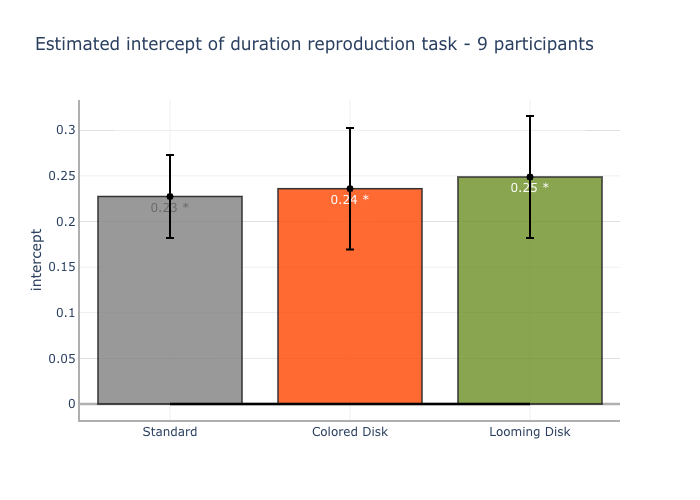 Estimated intercept of duration reproduction task - 9 participants
intercept
0.3
0.25
0.2
0.15
0.1
0.05
0
0.23 *
0.24 *
0.25 *
Standard
Colored Disk
Looming Disk